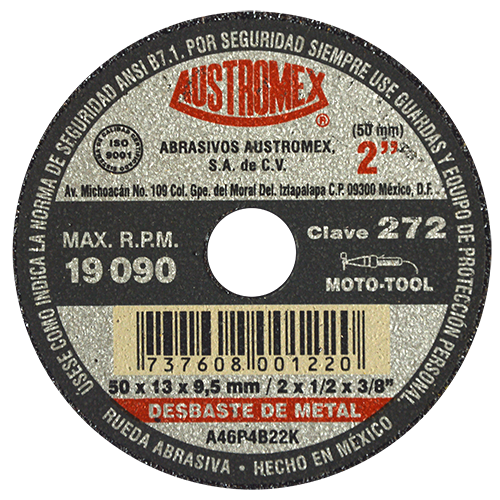 ÚSESE COMO INDICA LA NORMA DE SEGURIDAD ANSI B7.1. POR SEGURIDAD SIEMPRE USE GUARDAS Y EQUIPO DE PROTECCIÓN PERSONAL
AUSTROMEX
®
CALIDAD CERTIFICADA
ISO
9001
ABRASIVOS AUSTROMEX,
S.A. de C.V.
(50 mm)
2"
Av. Michoacán No. 109 Col. Gpe. del Moral Del. Iztapalapa C.P. 09300 México, D.F.
MAX. R.P.M.
19 090
Clave 272
MOTO-TOOL
737608 001220
50 x 13 x 9,5 mm / 2 x 1/2 x 3/8"
DESBASTE DE METAL
A46P4B22K
RUEDA ABRASIVA • HECHO EN MÉXICO